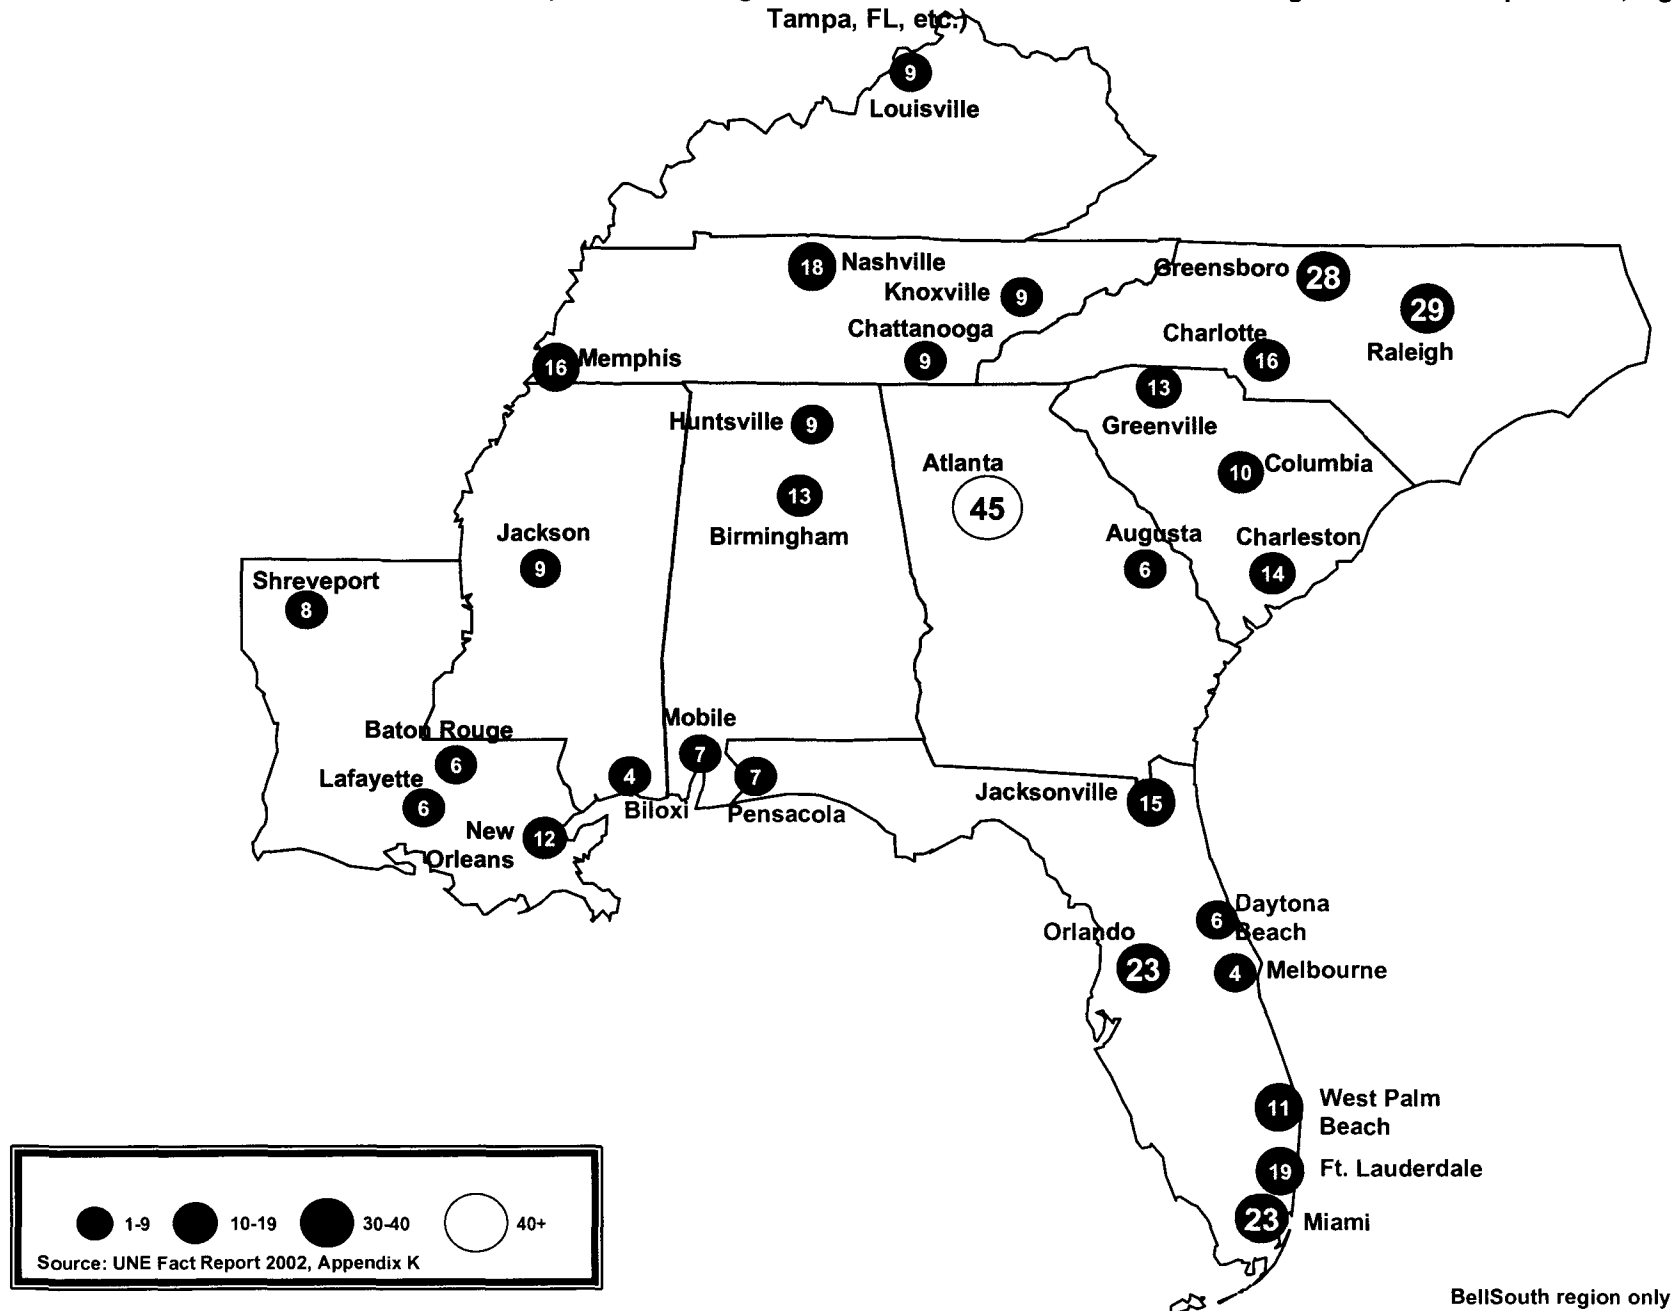 Tampa, FL, etc.)
9
Louisville
18 Nashville
Knoxville 9
Chattanooga
9
16 Memphis
Greensboro 28
29
Raleigh
Charlotte
16
13
Greenville
Huntsville 9
13
Birmingham
Atlanta
45
10 Columbia
Augusta
6
Charleston
14
Jackson
9
Shreveport
8
Baton Rouge
6
Lafayette
6
New
Orleans
12
4
Biloxi
Mobile
7
7
Pensacola
Jacksonville 15
6 Daytona
Beach
Orlando
23
4 Melbourne
11 West Palm
Beach
19 Ft. Lauderdale
23 Miami
1-9 10-19 30-40 40+
Source: UNE Fact Report 2002, Appendix K
BellSouth region only